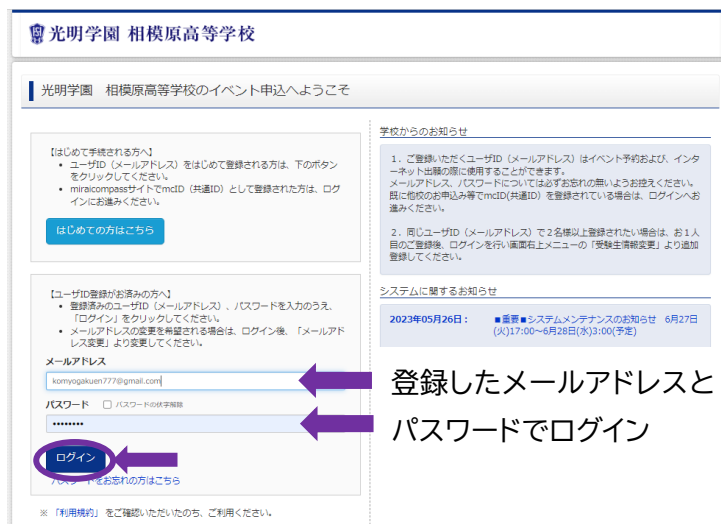 光明学園 相模原高等学校
光明学園 相模原高等学校のイベント申込へようこそ
【はじめて手続される方へ】
• ユーザID（メールアドレス）をはじめて登録される方は、下のボタン
をクリックしてください。
• miraicompassサイトでmcID（共通ID）として登録された方は、ログ
インにお進みください。
はじめての方はこちら
【ユーザID登録がお済みの方へ】
• 登録済みのユーザID（メールアドレス）、パスワードを入力のうえ、
「ログイン」をクリックしてください。
• メールアドレスの変更を希望される場合は、ログイン後、「メールアド
レス変更」より変更してください。
メールアドレス
komyogakuen777@gmail.com
パスワード □ パスワードの伏字解除
••••••••
ログイン
パスワードをお忘れの方はこちら
※ 「利用規約」 をご確認いただいたのち、ご利用ください。
学校からのお知らせ
1．ご登録いただくユーザID（メールアドレス）はイベント予約および、インタ
ーネット出願の際に使用することができます。
メールアドレス、パスワードについては必ずお忘れの無いようお控えください。
既に他校のお申込み等でmcID(共通ID）を登録されている場合は、ログインへお
進みください。
2．同じユーザID（メールアドレス）で２名様以上登録されたい場合は、お１人
目のご登録後、ログインを行い画面右上メニューの「受験生情報変更」より追加
登録してください。
システムに関するお知らせ
2023年05月26日： ■重要■システムメンテナンスのお知らせ 6月27日
(火)17:00～6月28日(水)3:00(予定)
登録したメールアドレスと
パスワードでログイン